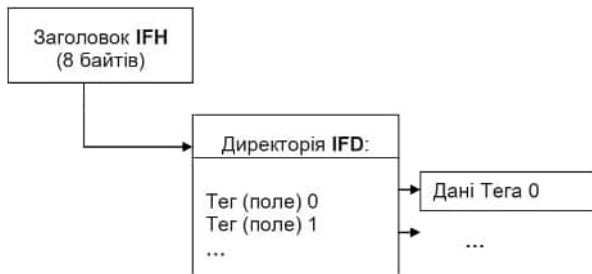 Заголовок IFH
(8 байтів)
Директорія IFD:
Тег (поле) 0
Тег (поле) 1
...
Дані Тега 0
...